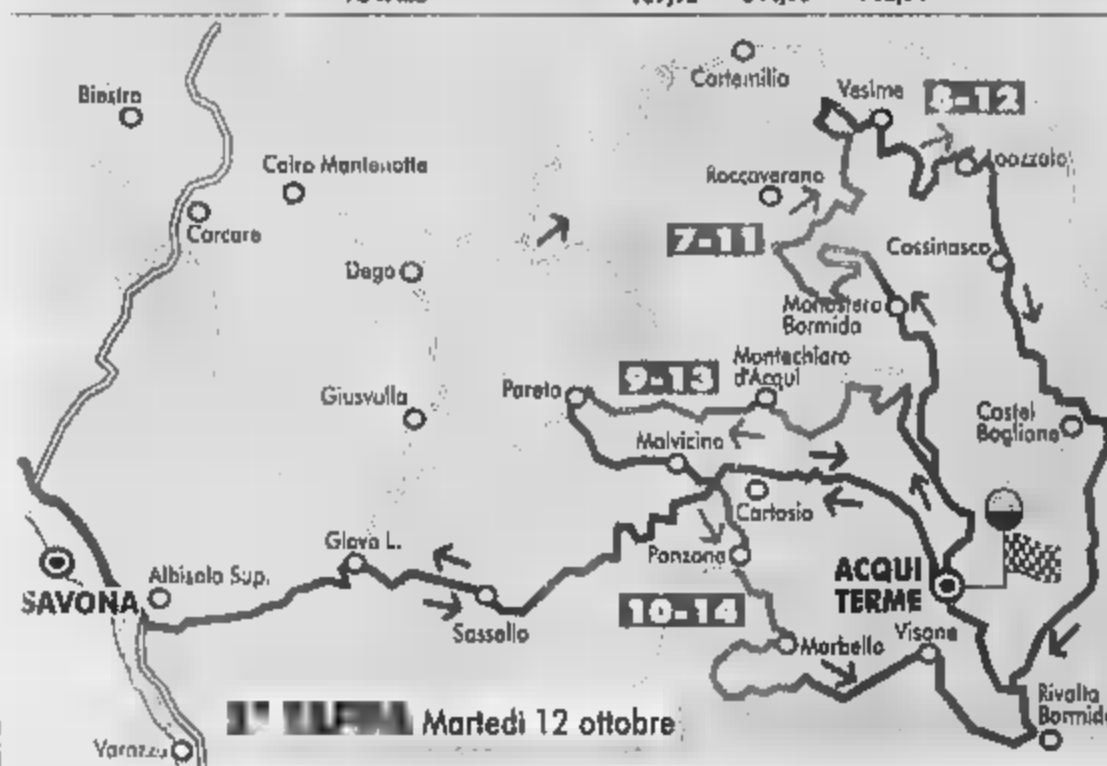 Cortemilia
Vesime
8-12
Biestro
Cairo Montenotte
Roccaverano
Loazzolo
Carcare
7-11
Cassinasco
Dego
Monastero
Bormida
9-13
Montechiaro
d'Acqui
Pareto
Giusvalla
Malvicino
Castel
Boglione
Cartosio
Giovo L.
Ponzone
ACQUI
TERME
SAVONA
Albisola Sup.
Sassello
10-14
Morbello
Visone
Martedì 12 ottobre
Rivalta
Bormida
Varazze